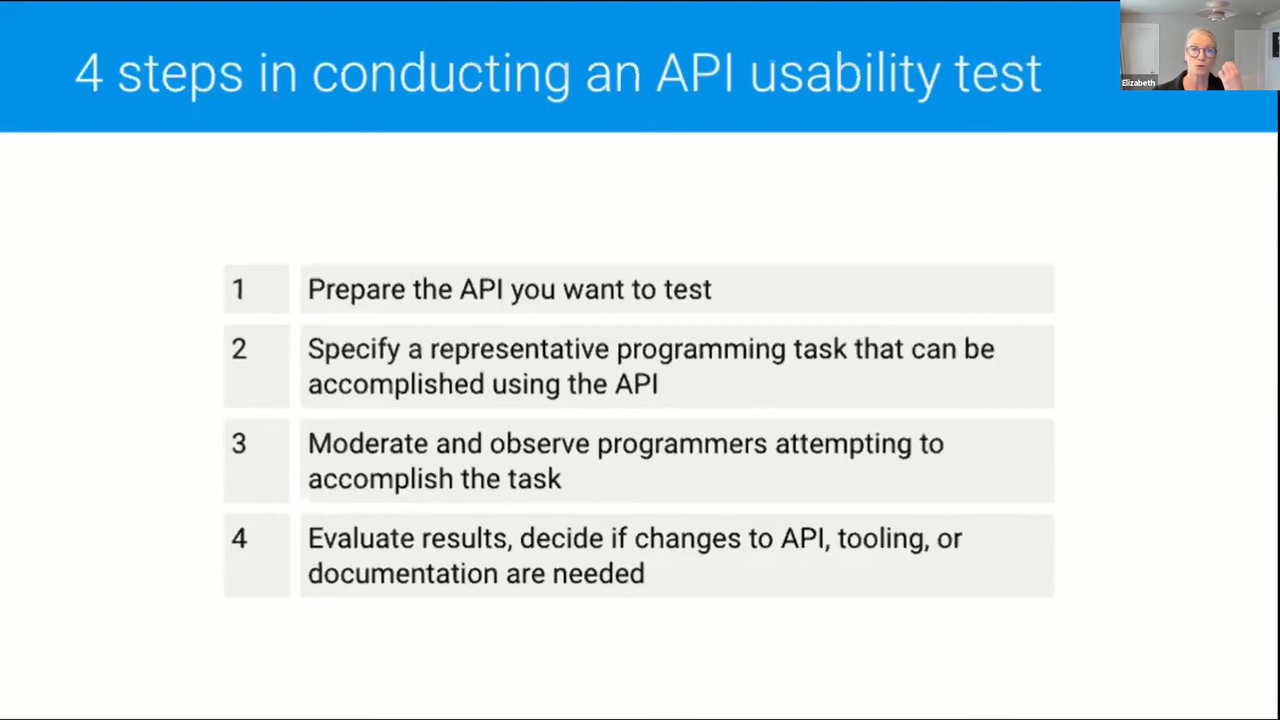 4 steps in conducting an API usability test
Elizabeth
1
Prepare the API you want to test
2
Specify a representative programming task that can be
accomplished using the API
3
Moderate and observe programmers attempting to
accomplish the task
4
Evaluate results, decide if changes to API, tooling, or
documentation are needed